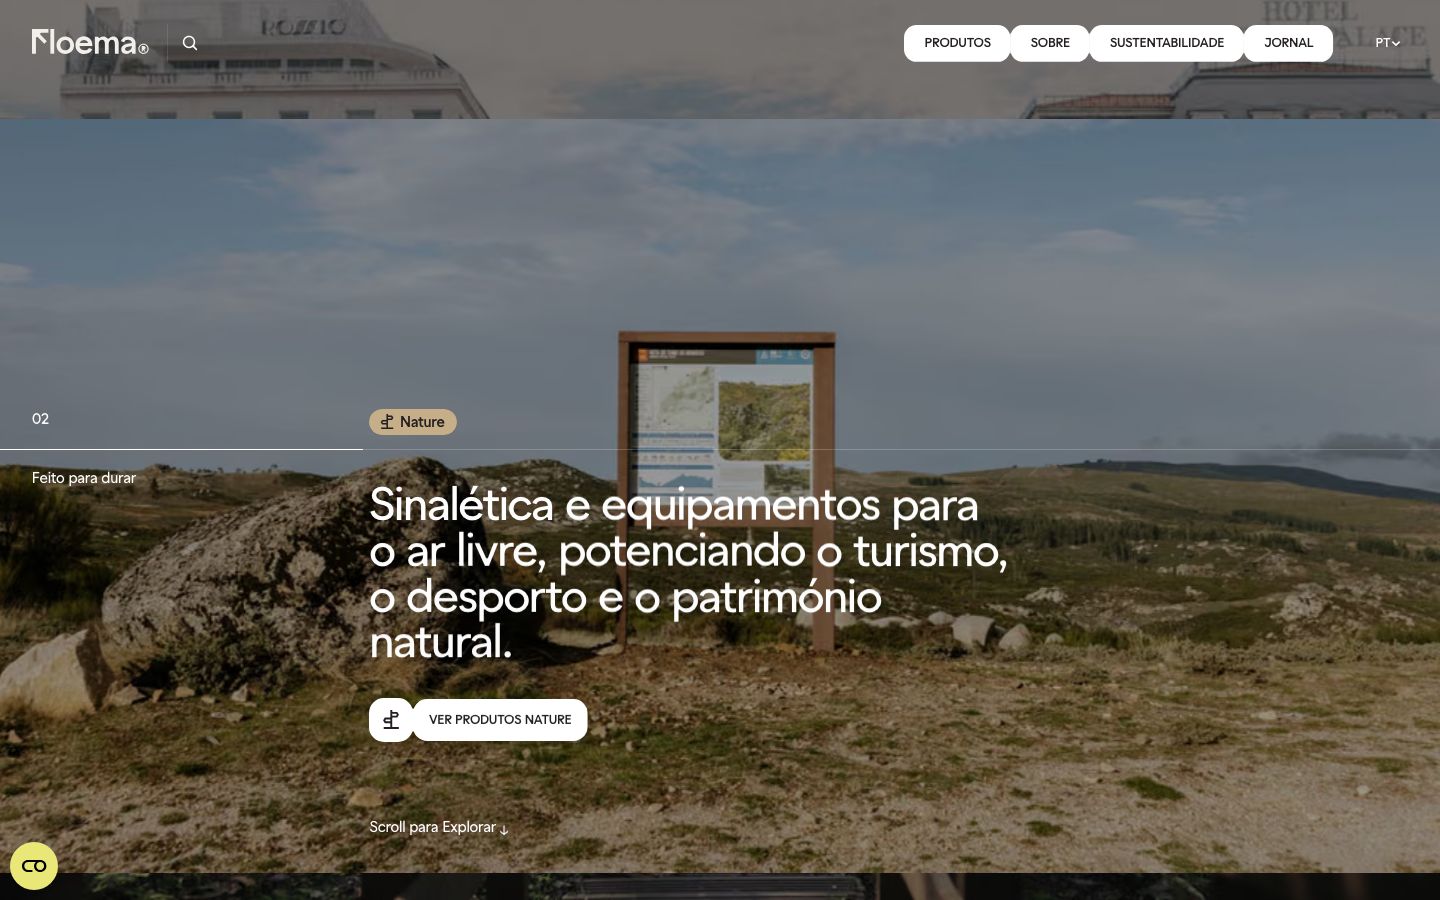 Floema®
ROSSIO
HOTEL
PRODUTOS
SOBRE
SUSTENTABILIDADE
JORNAL
PT
02
Nature
Feito para durar
Sinalética e equipamentos para
o ar livre, potenciando o turismo,
o desporto e o património
natural.
VER PRODUTOS NATURE
Scroll para Explorar ↓